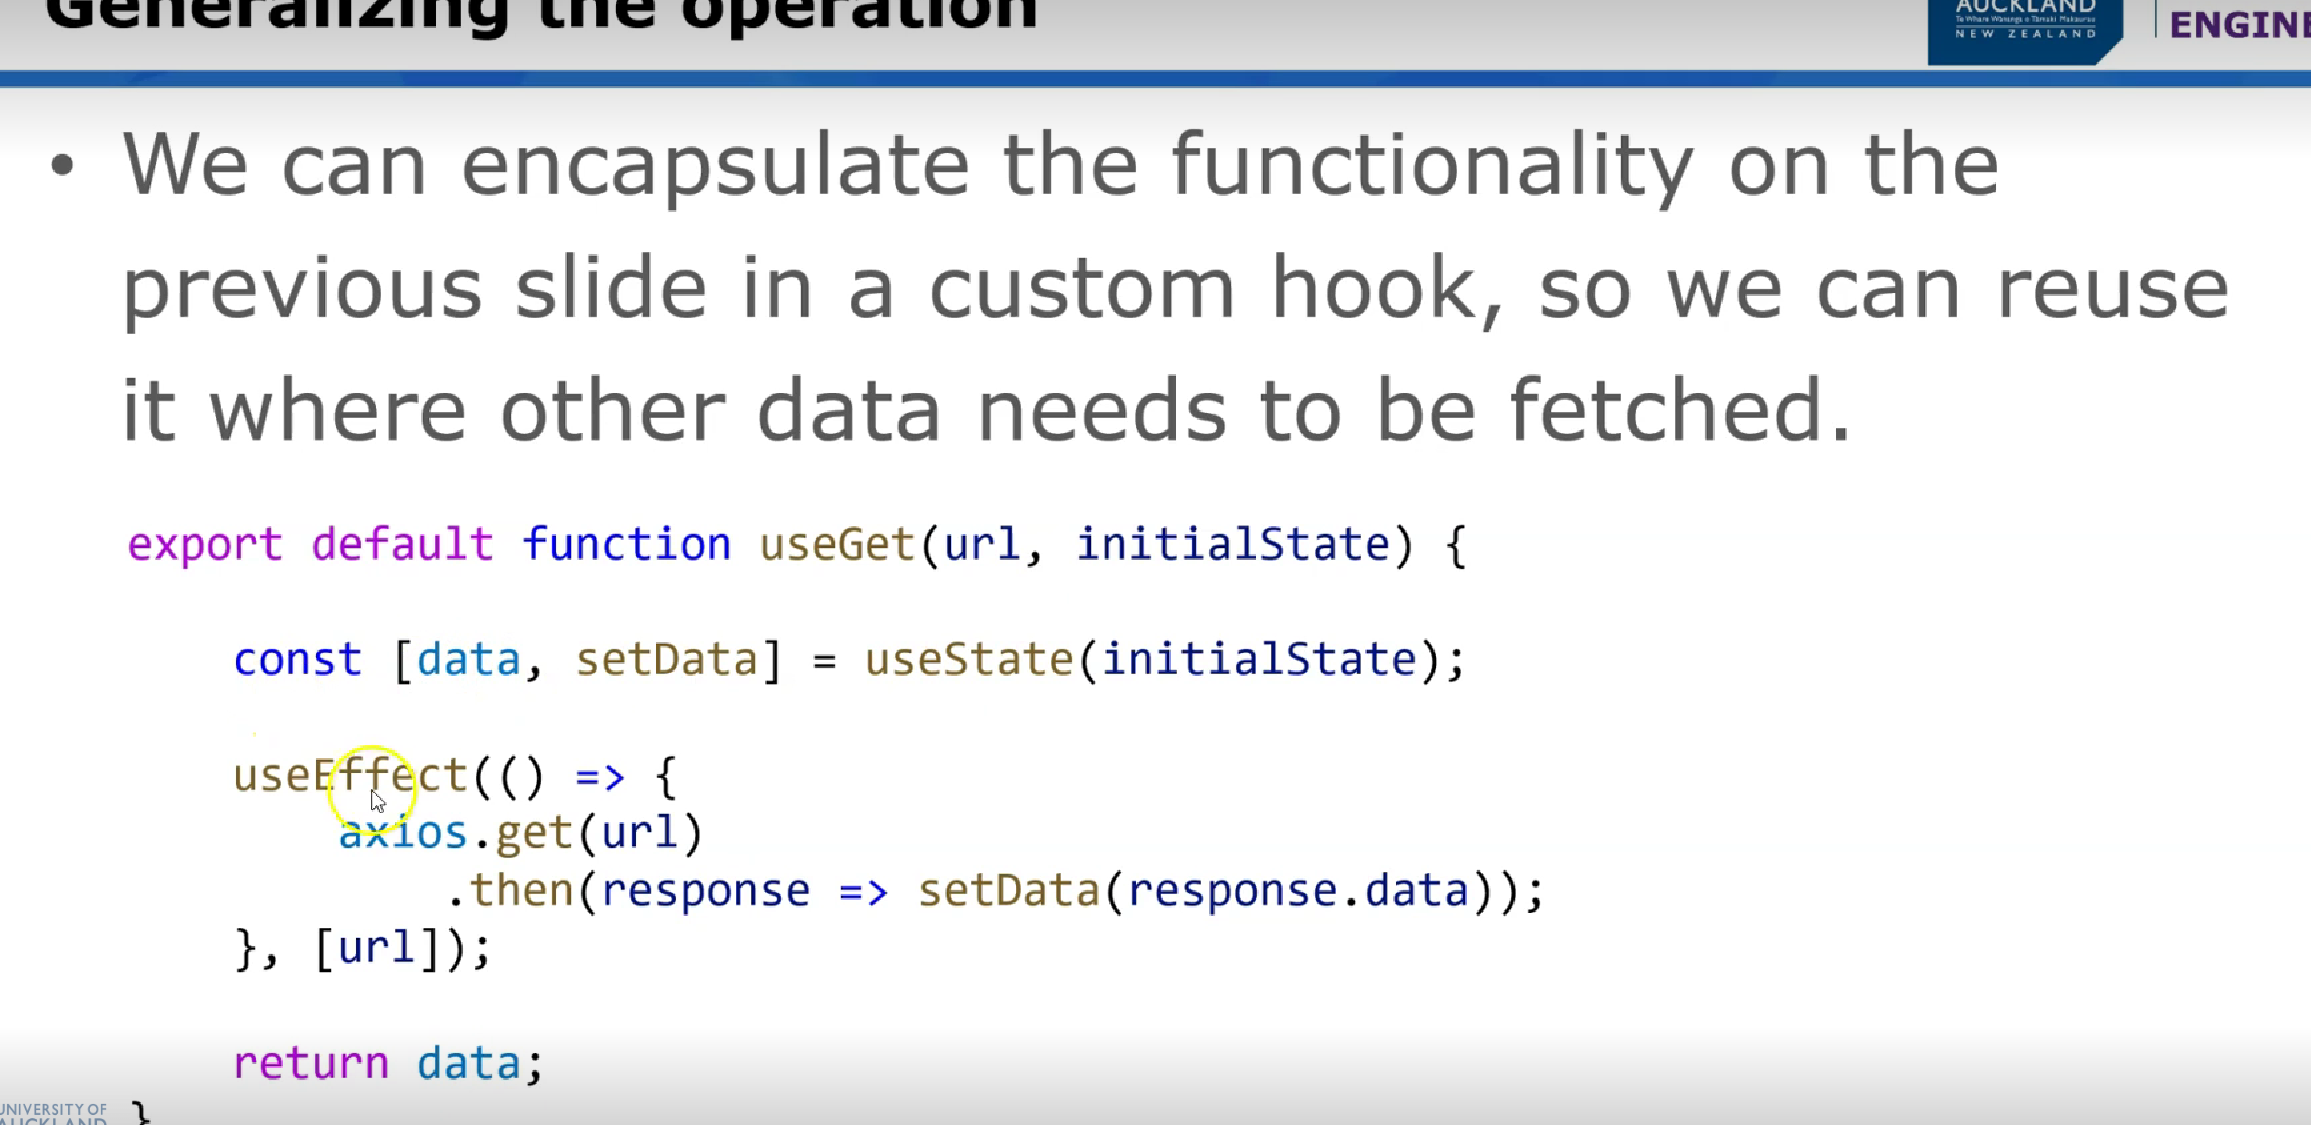 Generalizing the operation
AUCKLAND
Te Whare Wānanga o Tāmaki Makaurau
NEW ZEALAND
ENGINE
• We can encapsulate the functionality on the
previous slide in a custom hook, so we can reuse
it where other data needs to be fetched.
export default function useGet(url, initialState) {
const [data, setData] = useState(initialState);
useEffect(() => {
axios.get(url)
.then(response => setData(response.data));
}, [url]);
return data;
}
UNIVERSITY OF
AUCKLAND